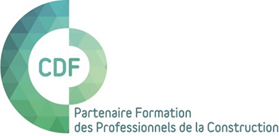 CDF
Partenaire Formation
des Professionnels de la Construction